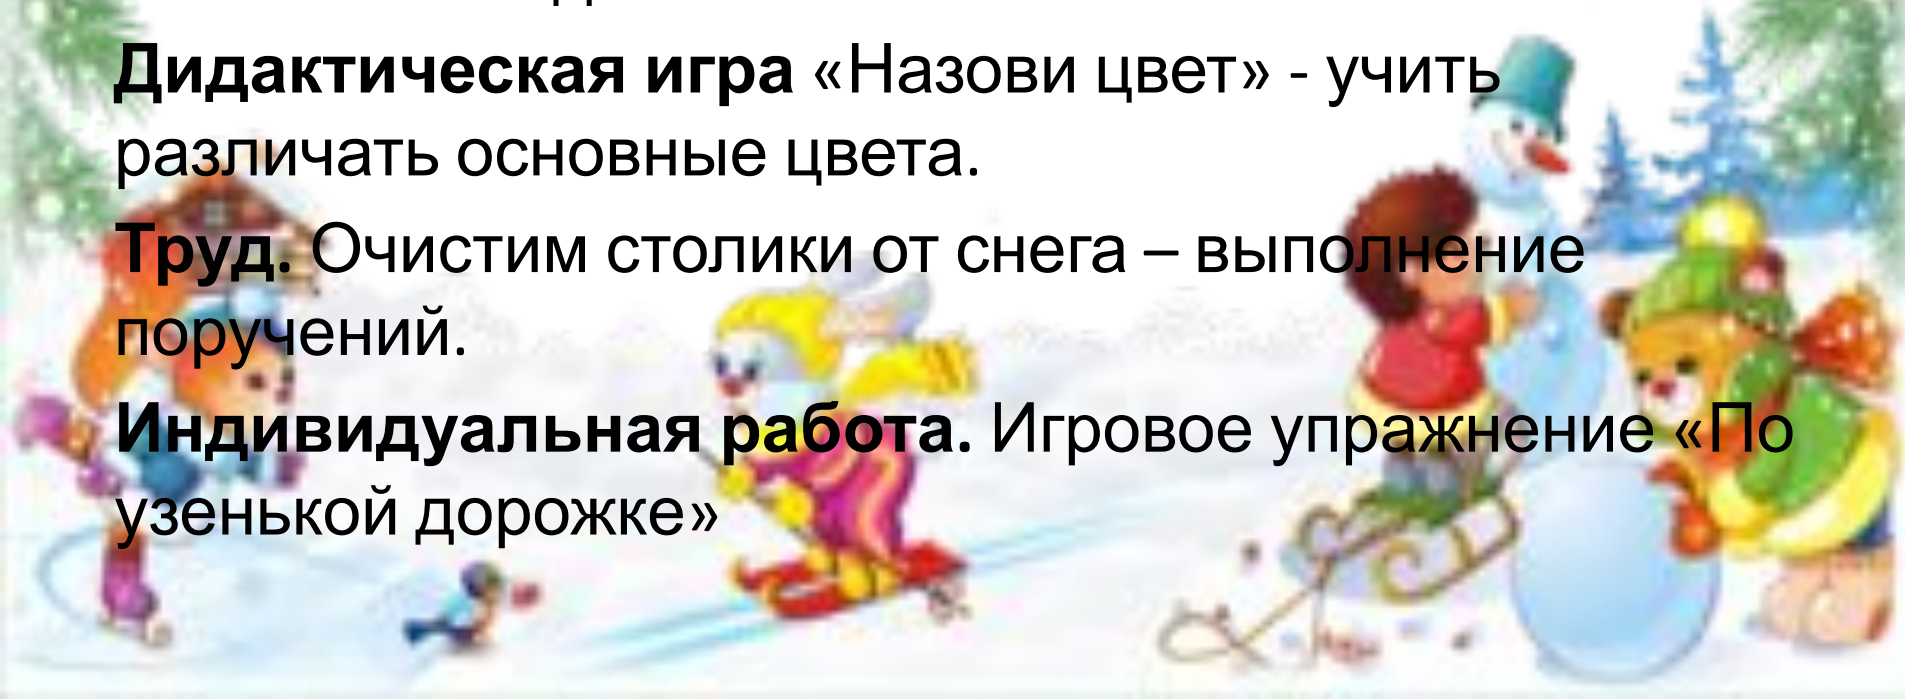 Дидактическая игра «Назови цвет» - учить
различать основные цвета.
Труд. Очистим столики от снега – выполнение
поручений.
Индивидуальная работа. Игровое упражнение «По
узенькой дорожке»